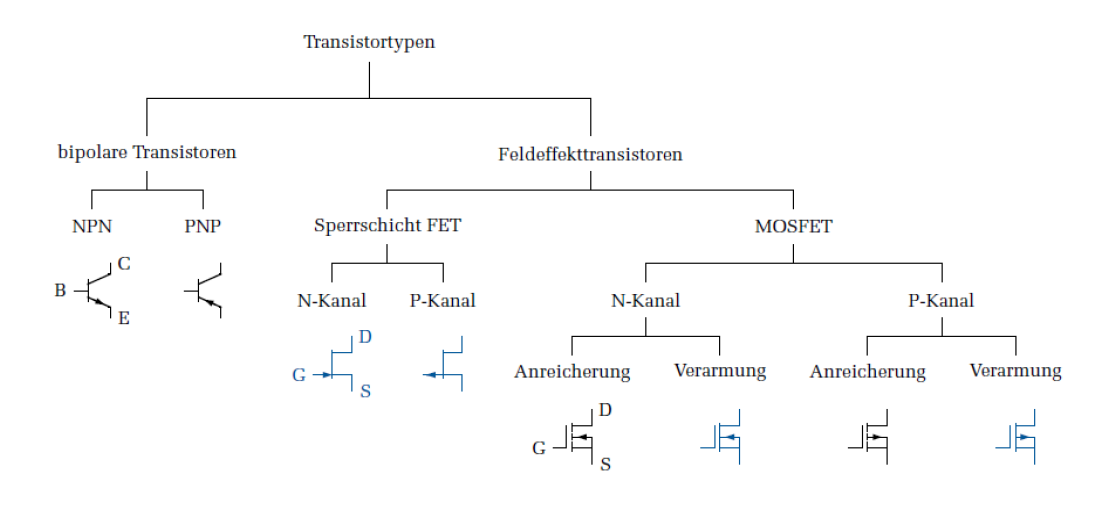 Transistortypen
bipolare Transistoren
Feldeffekttransistoren
NPN
PNP
Sperrschicht FET
MOSFET
C
B
E
N-Kanal
P-Kanal
N-Kanal
P-Kanal
D
G
S
Anreicherung
Verarmung
Anreicherung
Verarmung
D
G
S